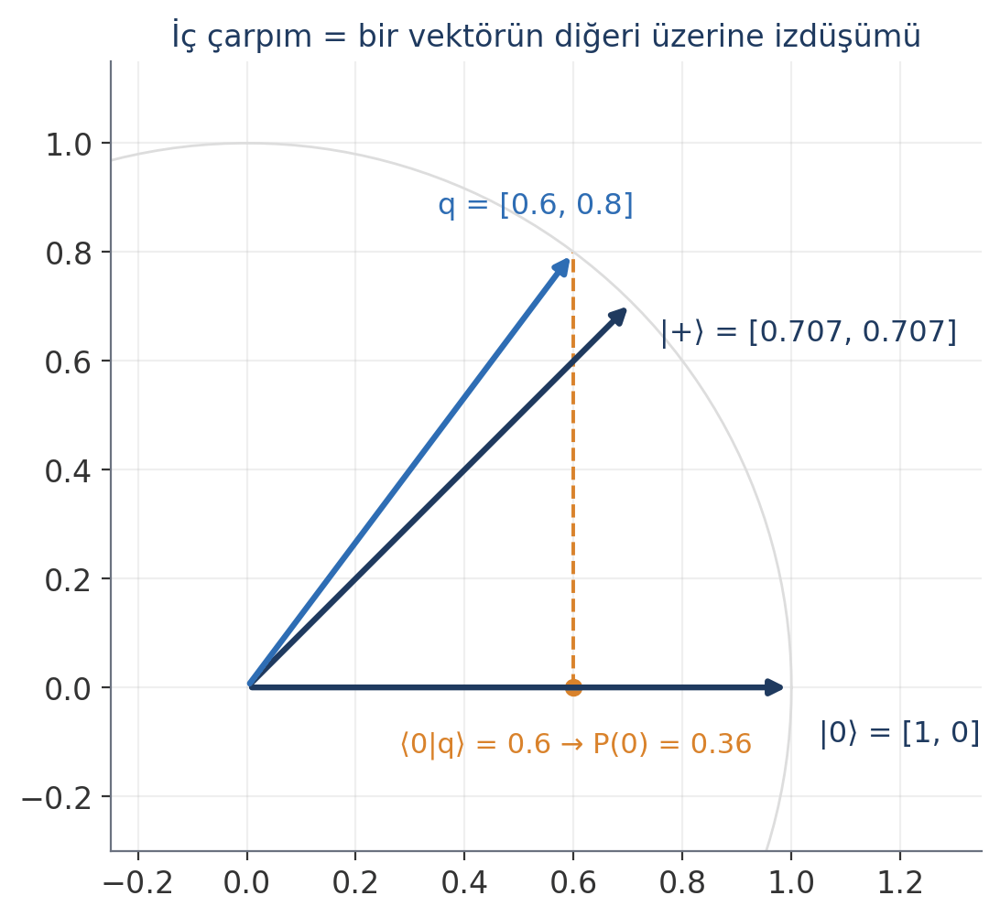 İç çarpım = bir vektörün diğeri üzerine izdüşümü
1.0
q = [0.6, 0.8]
0.8
|+⟩ = [0.707, 0.707]
0.6
0.4
0.2
0.0
|0⟩ = [1, 0]
⟨0|q⟩ = 0.6 → P(0) = 0.36
−0.2
−0.2 0.0 0.2 0.4 0.6 0.8 1.0 1.2